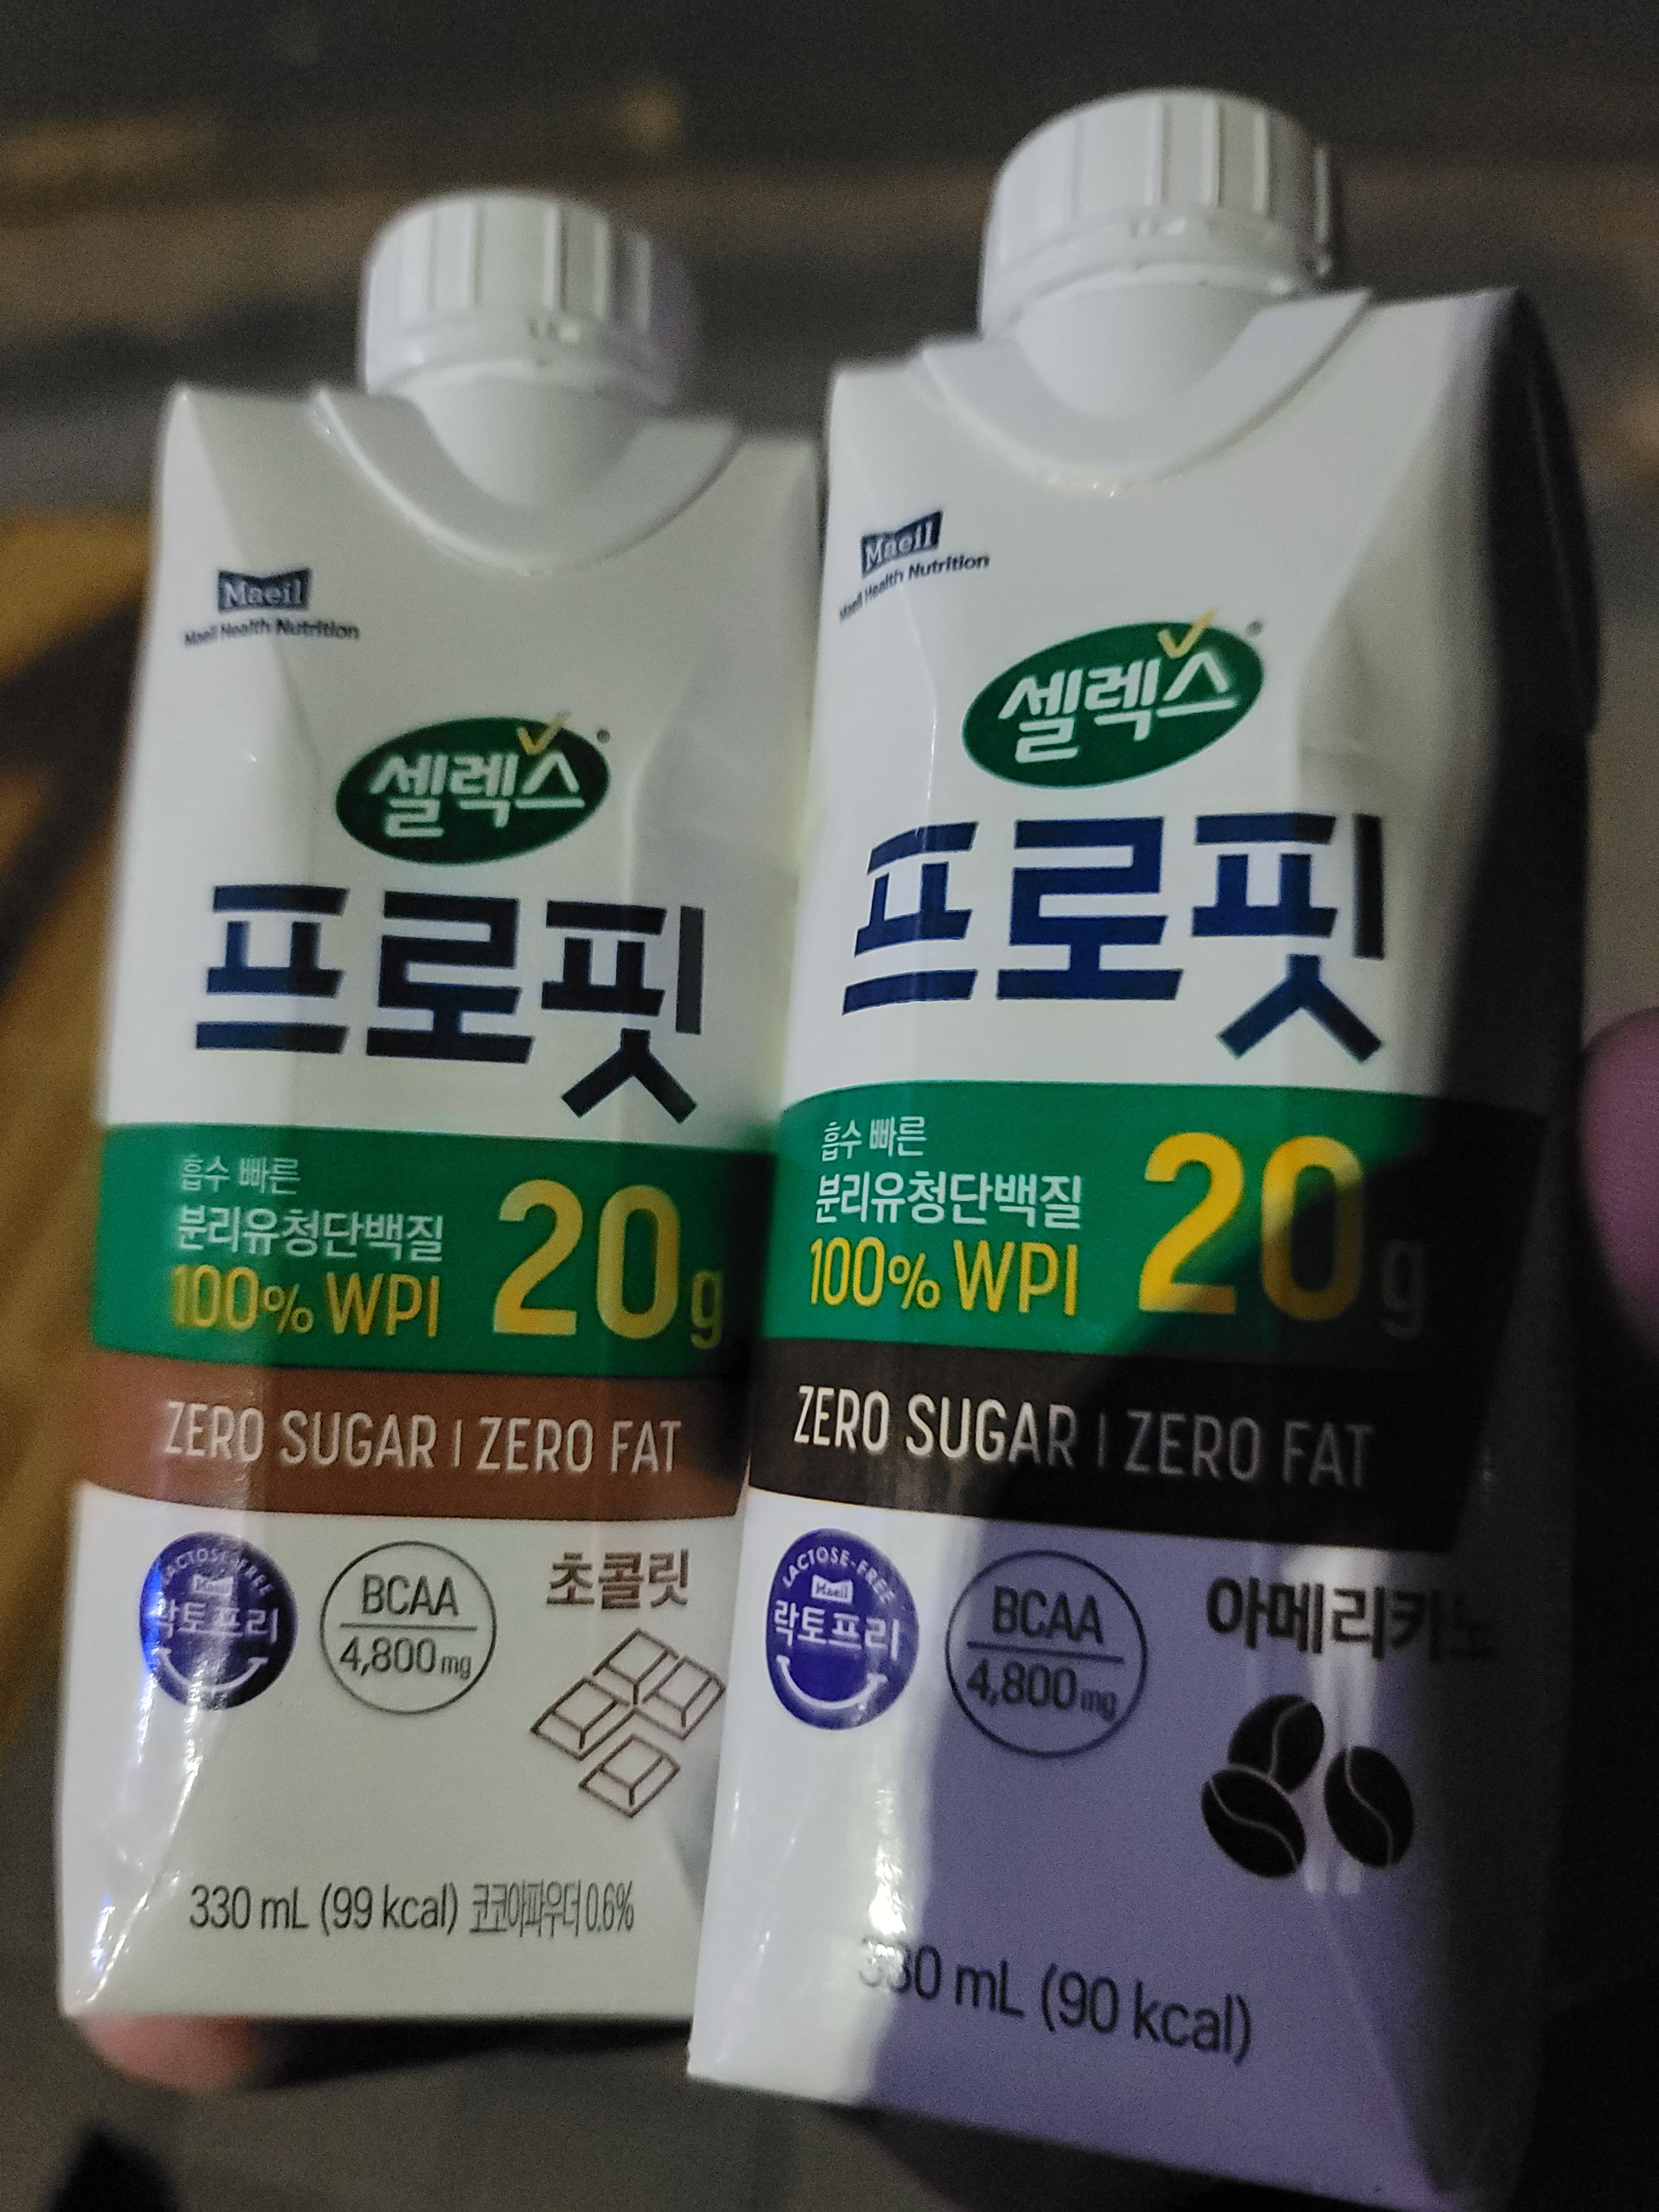 Maeil
Maeil Health Nutrition
셀렉스
프로핏
흡수 빠른
분리유청단백질
100% WPI
20g
ZERO SUGAR | ZERO FAT
LACTOSE-FREE
Maeil
락토프리
BCAA
4,800mg
초콜릿
330 mL (99 kcal) 코코아파우더 0.6%
Maeil
Maeil Health Nutrition
셀렉스
프로핏
흡수 빠른
분리유청단백질
100% WPI
20g
ZERO SUGAR | ZERO FAT
LACTOSE-FREE
Maeil
락토프리
BCAA
4,800mg
아메리카노
330 mL (90 kcal)